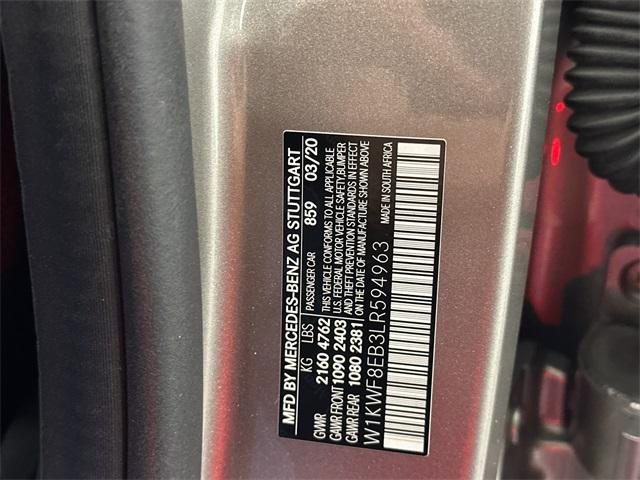 MFD BY MERCEDES-BENZ AG STUTTGART
KG LBS PASSENGER CAR 859 03/20
GVWR 2160 4762 THIS VEHICLE CONFORMS TO ALL APPLICABLE
GAWR FRONT 1090 2403 U.S. FEDERAL MOTOR VEHICLE SAFETY, BUMPER
GAWR REAR 1080 2381 AND THEFT PREVENTION STANDARDS IN EFFECT
ON THE DATE OF MANUFACTURE SHOWN ABOVE
W1KWF8EB3LR594963 MADE IN SOUTH AFRICA